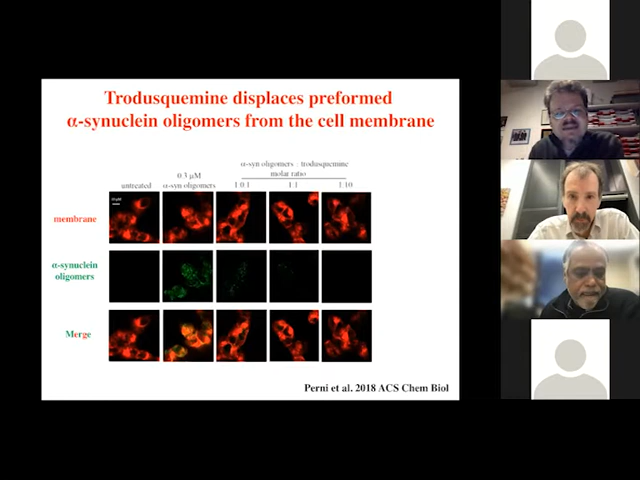 Trodusquemine displaces preformed
α-synuclein oligomers from the cell membrane
α-syn oligomers : trodusquemine
molar ratio
0.3 μM
untreated α-syn oligomers 1:0.1 1:1 1:10
membrane
α-synuclein
oligomers
Merge
Perni et al. 2018 ACS Chem Biol